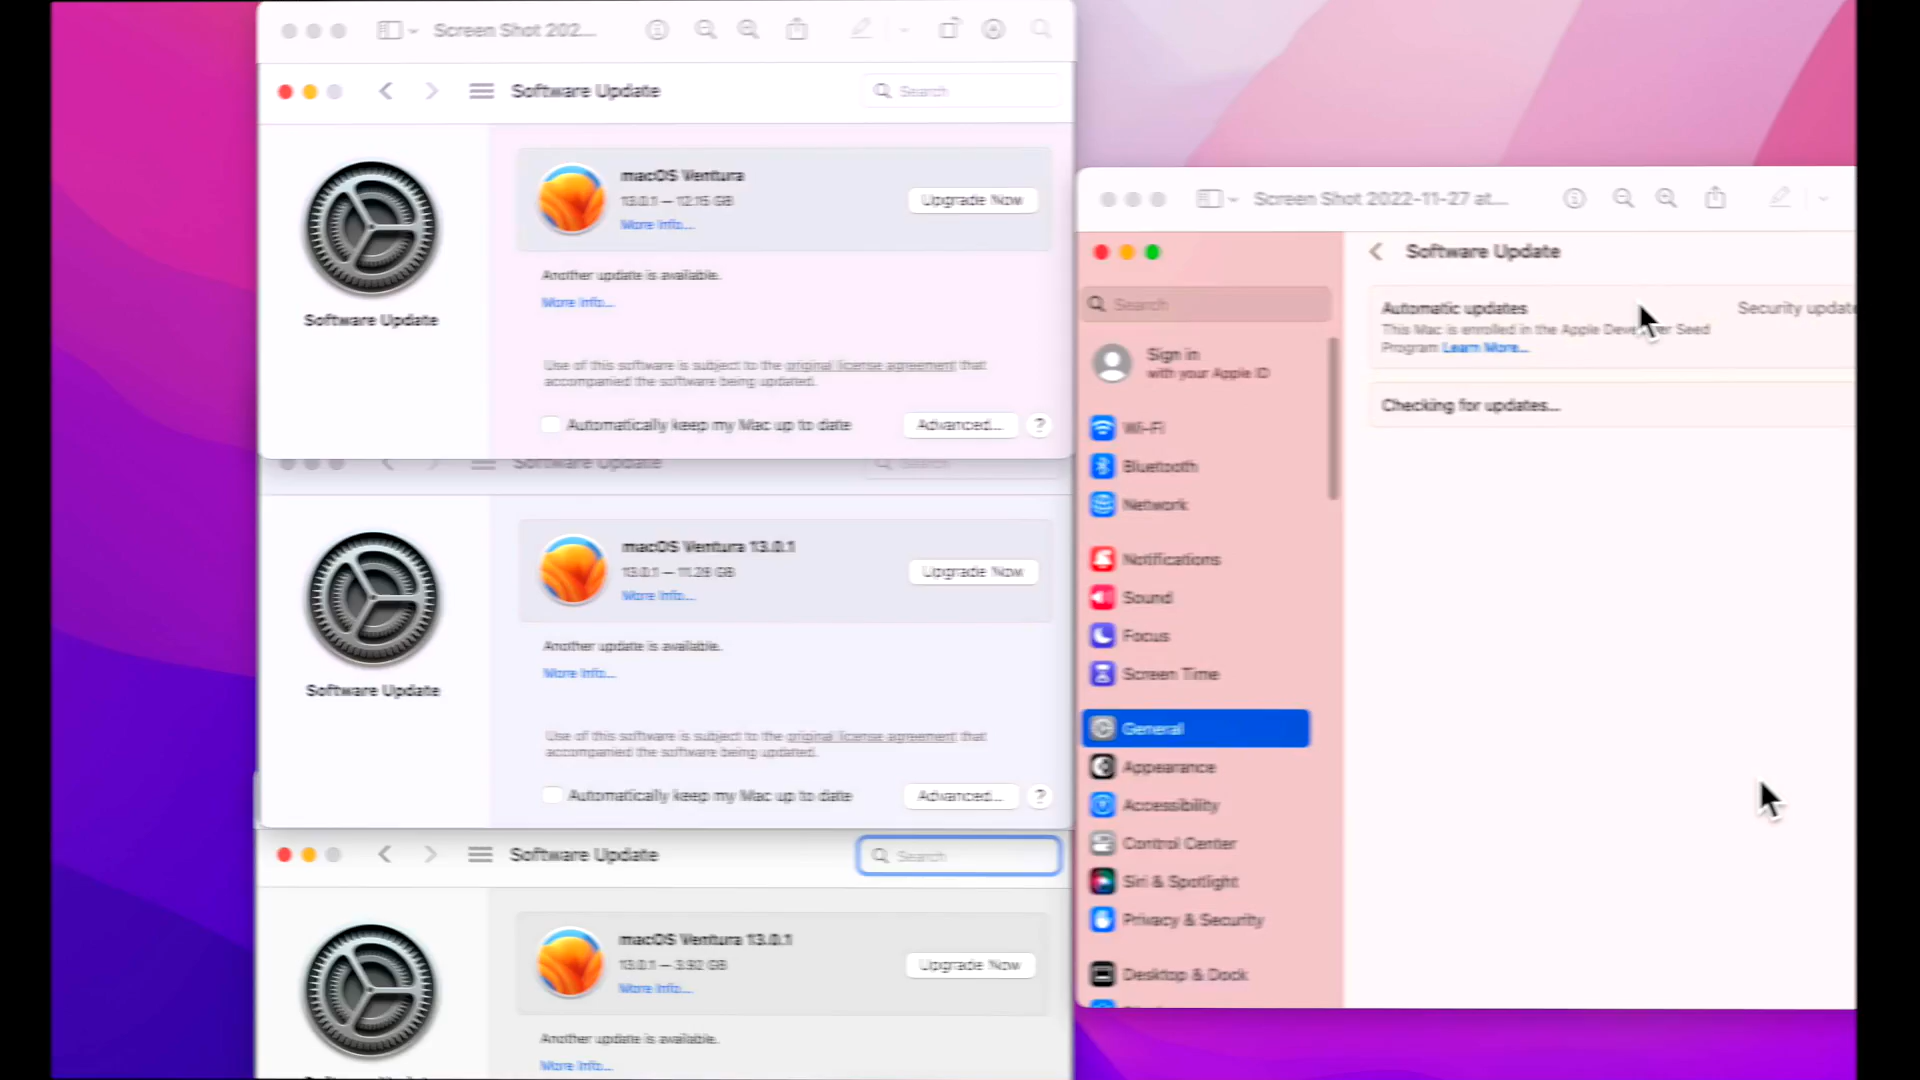 Screen Shot 202...
Software Update
Search
macOS Ventura
13.0.1 — 12.15 GB
More Info...
Upgrade Now
Another update is available.
More Info...
Software Update
Use of this software is subject to the original license agreement that
accompanied the software being updated.
Automatically keep my Mac up to date
Advanced...
?
Software Update
Search
macOS Ventura 13.0.1
13.0.1 — 11.28 GB
More Info...
Upgrade Now
Another update is available.
More Info...
Software Update
Use of this software is subject to the original license agreement that
accompanied the software being updated.
Automatically keep my Mac up to date
Advanced...
?
Software Update
Search
macOS Ventura 13.0.1
13.0.1 — 3.92 GB
More Info...
Upgrade Now
Another update is available.
More Info...
Screen Shot 2022-11-27 at...
Software Update
Search
Automatic updates
Security update
This Mac is enrolled in the Apple Developer Seed
Program Learn More...
Checking for updates...
Sign in
with your Apple ID
Wi-Fi
Bluetooth
Network
Notifications
Sound
Focus
Screen Time
General
Appearance
Accessibility
Control Center
Siri & Spotlight
Privacy & Security
Desktop & Dock